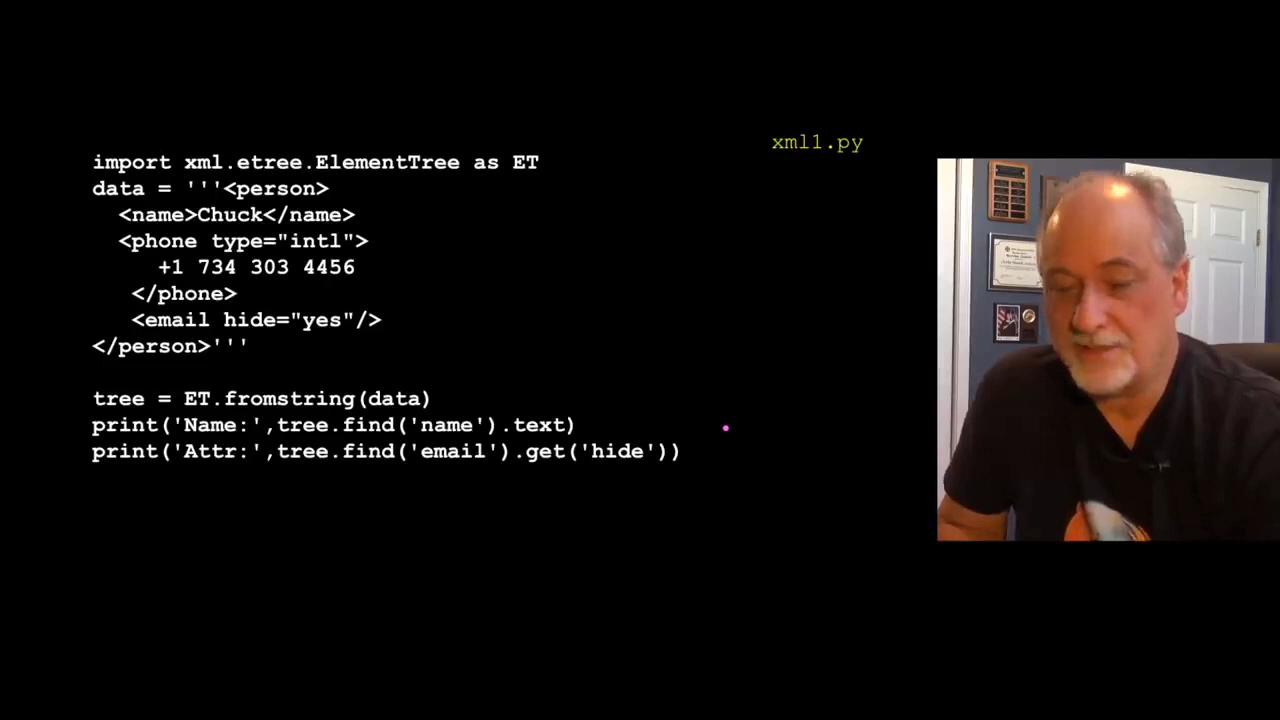 xml1.py
import xml.etree.ElementTree as ET
data = '''<person>
  <name>Chuck</name>
  <phone type="intl">
     +1 734 303 4456
   </phone>
   <email hide="yes"/>
</person>'''

tree = ET.fromstring(data)
print('Name:',tree.find('name').text)
print('Attr:',tree.find('email').get('hide'))